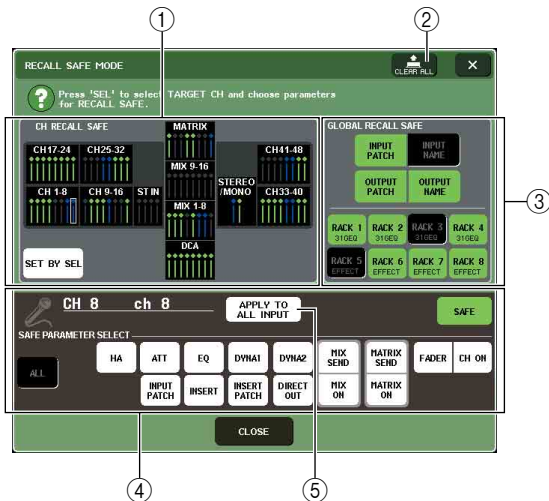 ① ②
RECALL SAFE MODE
CLEAR ALL
×
?
Press 'SEL' to select TARGET CH and choose parameters
for RECALL SAFE.
CH RECALL SAFE
MATRIX
GLOBAL RECALL SAFE
CH17-24
CH25-32
CH41-48
MIX 9-16
INPUT PATCH
INPUT NAME
CH 1-8
CH 9-16
ST IN
STEREO /MONO
CH33-40
MIX 1-8
OUTPUT PATCH
OUTPUT NAME
③
DCA
RACK 1 31GEQ
RACK 2 31GEQ
RACK 3 31GEQ
RACK 4 31GEQ
SET BY SEL
RACK 5 EFFECT
RACK 6 EFFECT
RACK 7 EFFECT
RACK 8 EFFECT
CH 8
ch 8
APPLY TO ALL INPUT
SAFE
SAFE PARAMETER SELECT
ALL
HA
ATT
EQ
DYNA1
DYNA2
MIX SEND
MATRIX SEND
FADER
CH ON
INPUT PATCH
INSERT
INSERT PATCH
DIRECT OUT
MIX ON
MATRIX ON
CLOSE
④ ⑤